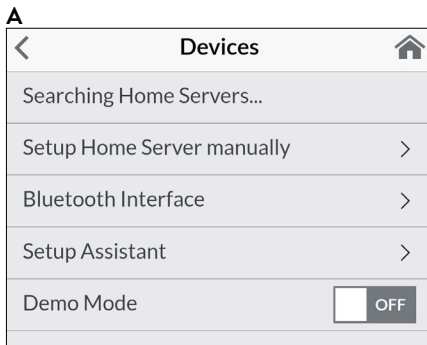 A
Devices
Searching Home Servers...
Setup Home Server manually
Bluetooth Interface
Setup Assistant
Demo Mode OFF